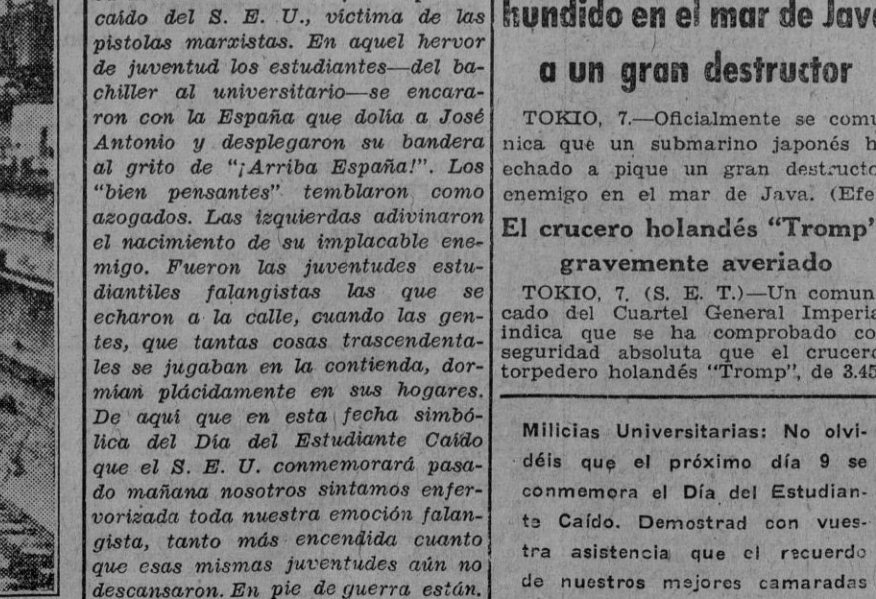 caído del S. E. U., víctima de las
pistolas marxistas. En aquel hervor
de juventud los estudiantes—del ba-
chiller al universitario—se encara-
ron con la España que dolía a José
Antonio y desplegaron su bandera
al grito de “¡Arriba España!”. Los
“bien pensantes” temblaron como
azogados. Las izquierdas adivinaron
el nacimiento de su implacable ene-
migo. Fueron las juventudes estu-
diantiles falangistas las que se
echaron a la calle, cuando las gen-
tes, que tantas cosas trascendenta-
les se jugaban en la contienda, dor-
mían plácidamente en sus hogares.
De aquí que en esta fecha simbó-
lica del Día del Estudiante Caído
que el S. E. U. conmemorará pasa-
do mañana nosotros sintamos enfer-
vorizada toda nuestra emoción falan-
gista, tanto más encendida cuanto
que esas mismas juventudes aún no
descansaron. En pie de guerra están.
hundido en el mar de Java
a un gran destructor
TOKIO, 7.—Oficialmente se comu
nica que un submarino japonés h
echado a pique un gran destructo
enemigo en el mar de Java. (Efe
El crucero holandés “Tromp”
gravemente averiado
TOKIO, 7. (S. E. T.)—Un comun
cado del Cuartel General Imperia
indica que se ha comprobado co
seguridad absoluta que el crucero
torpedero holandés “Tromp”, de 3.45
Milicias Universitarias: No olvi-
déis que el próximo día 9 se
conmemora el Día del Estudian-
te Caído. Demostrad con vues-
tra asistencia que el recuerdo
de nuestros mejores camaradas